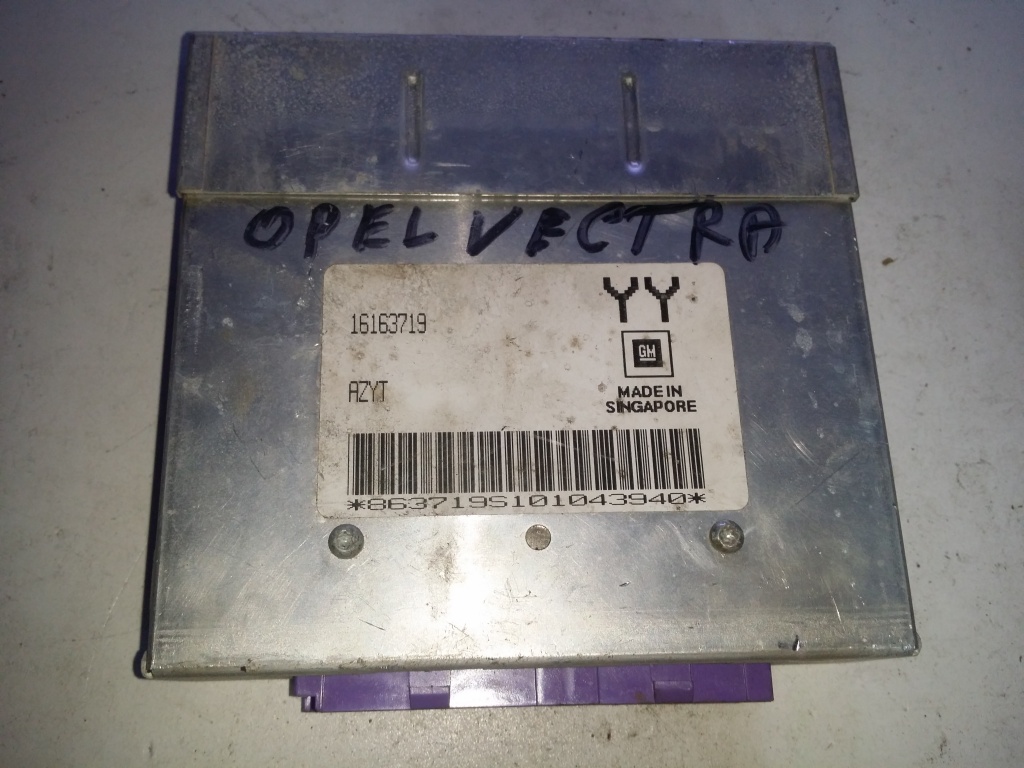 OPEL VECTRA
YY
16163719
GM
AZYT
MADE IN
SINGAPORE
*863719S101043940*